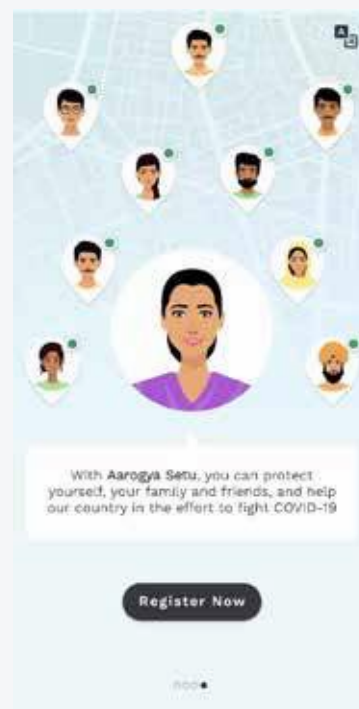 A
With Aarogya Setu, you can protect
yourself, your family and friends, and help
our country in the effort to fight COVID-19
Register Now